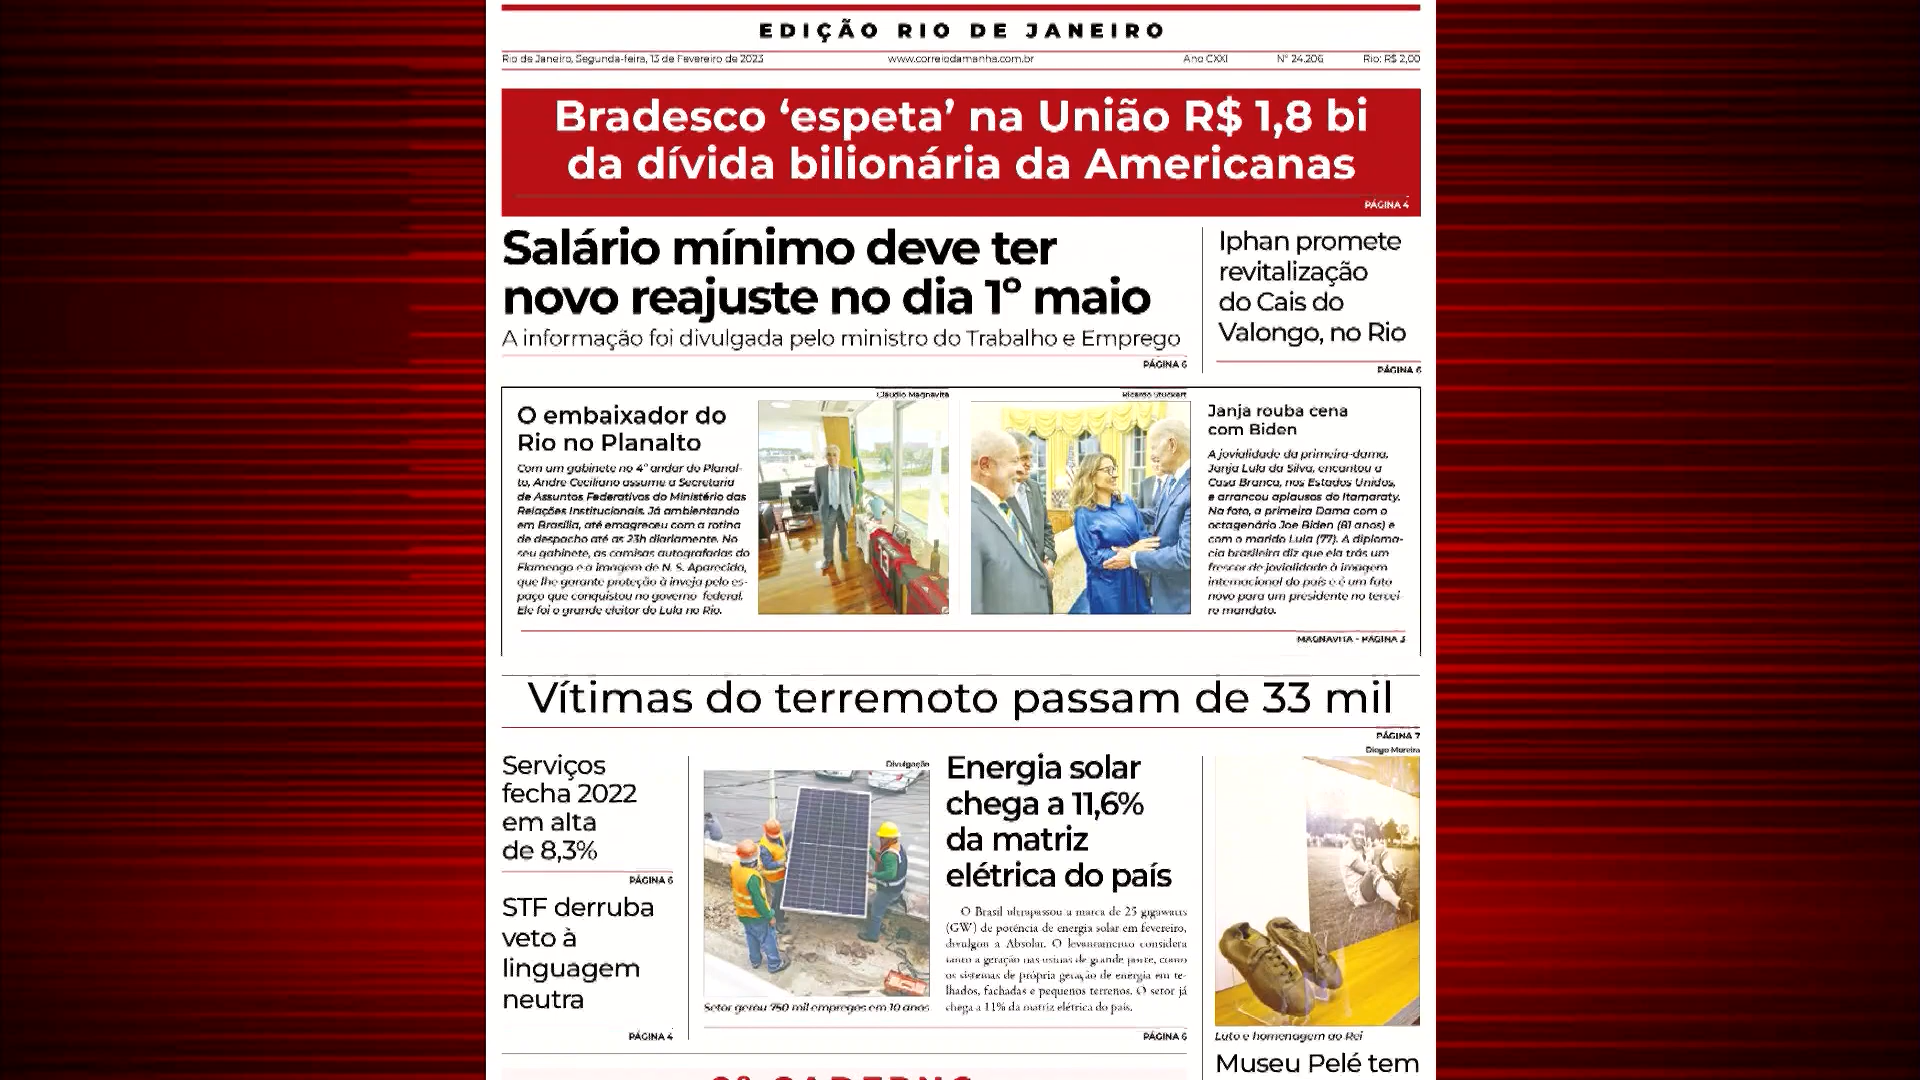 EDIÇÃO RIO DE JANEIRO
Rio de Janeiro, Segunda-feira, 13 de Fevereiro de 2023
www.correiodamanha.com.br
Ano CXXI
Nº 24.206
Rio: R$ 2,00
Bradesco ‘espeta’ na União R$ 1,8 bi
da dívida bilionária da Americanas
PÁGINA 4
Salário mínimo deve ter
novo reajuste no dia 1º maio
A informação foi divulgada pelo ministro do Trabalho e Emprego
PÁGINA 6
Iphan promete
revitalização
do Cais do
Valongo, no Rio
PÁGINA 6
Claudio Magnavita
O embaixador do
Rio no Planalto
Com um gabinete no 4º andar do Planal-
to, Andre Ceciliano assume a Secretaria
de Assuntos Federativos do Ministério das
Relações Institucionais. Já ambientando
em Brasília, até emagreceu com a rotina
de despacho até as 23h diariamente. No
seu gabinete, as camisas autografadas do
Flamengo e a imagem de N. S. Aparecida,
que lhe garante proteção à inveja pelo es-
paço que conquistou no governo federal.
Ele foi o grande eleitor do Lula no Rio.
Ricardo Stuckert
Janja rouba cena
com Biden
A jovialidade da primeira-dama,
Janja Lula da Silva, encantou a
Casa Branca, nos Estados Unidos,
e arrancou aplausos do Itamaraty.
Na foto, a primeira Dama com o
octagenário Joe Biden (81 anos) e
com o marido Lula (77). A diploma-
cia brasileira diz que ela trás um
frescor de jovialidade à imagem
internacional do país e é um fato
novo para um presidente no tercei-
ro mandato.
MAGNAVITA - PÁGINA 3
Vítimas do terremoto passam de 33 mil
PÁGINA 7
Serviços
fecha 2022
em alta
de 8,3%
PÁGINA 6
STF derruba
veto à
linguagem
neutra
PÁGINA 4
Divulgação
Setor gerou 750 mil empregos em 10 anos
Energia solar
chega a 11,6%
da matriz
elétrica do país
O Brasil ultrapassou a marca de 25 gigawatts
(GW) de potência de energia solar em fevereiro,
divulgou a Absolar. O levantamento considera
tanto a geração nas usinas de grande porte, como
os sistemas de própria geração de energia em te-
lhados, fachadas e pequenos terrenos. O setor já
chega a 11% da matriz elétrica do país.
PÁGINA 6
Diogo Moreira
Luto e homenagem ao Rei
Museu Pelé tem
2º CADERNO